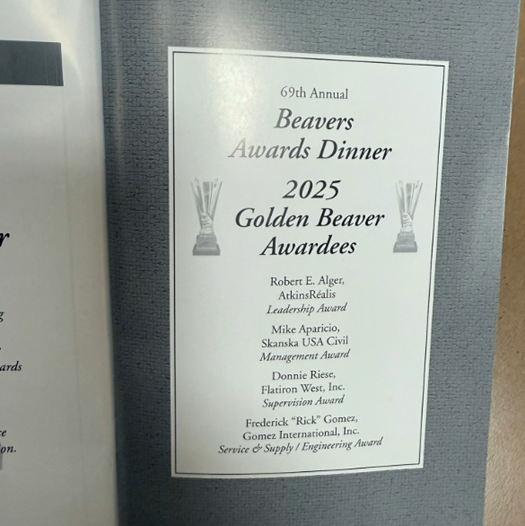 69th Annual
Beavers
Awards Dinner
2025
Golden Beaver
Awardees
Robert E. Alger,
AtkinsRéalis
Leadership Award
Mike Aparicio,
Skanska USA Civil
Management Award
Donnie Riese,
Flatiron West, Inc.
Supervision Award
Frederick “Rick” Gomez,
Gomez International, Inc.
Service & Supply / Engineering Award